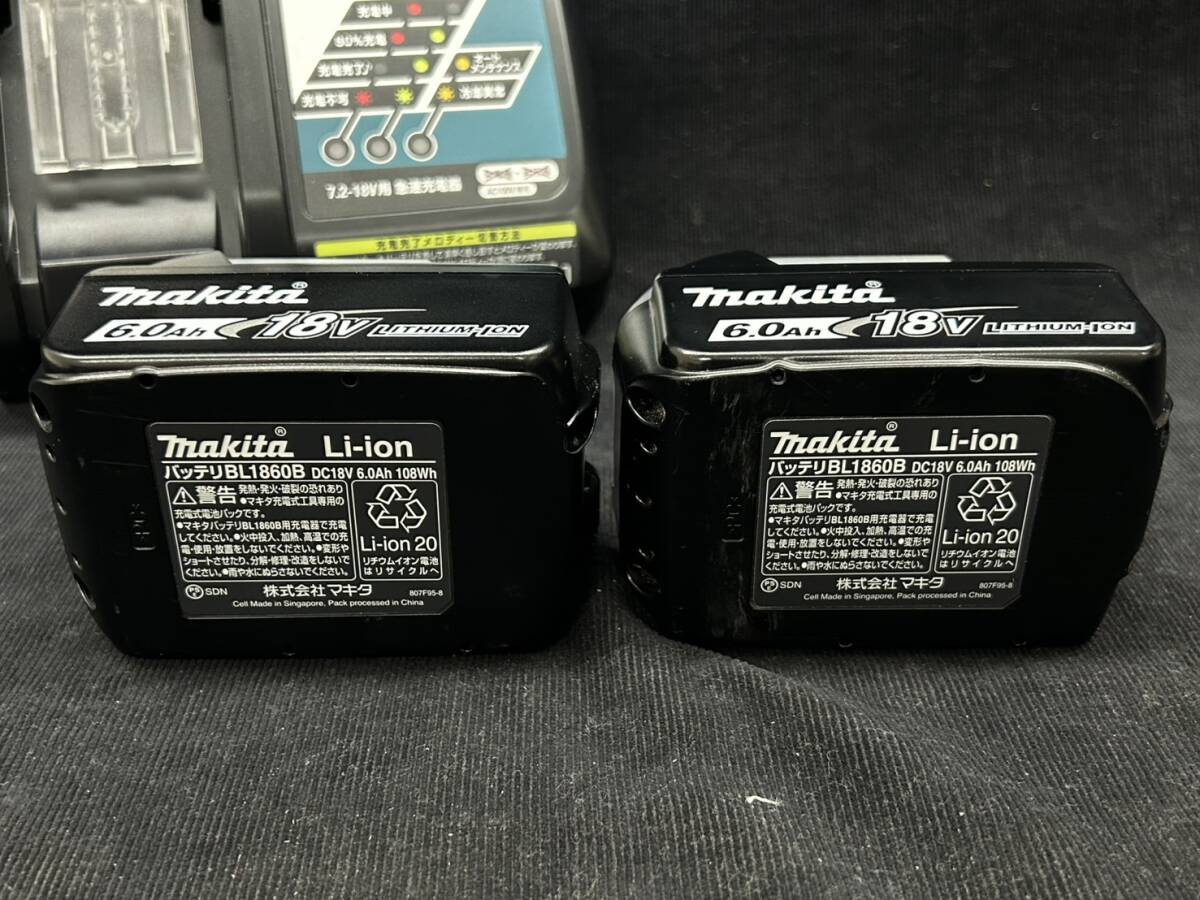 充電中
80%充電
充電完了
オートメンテナンス
充電不可
冷却異常
7.2-18V用 急速充電器
充電完了メロディー切替方法
makita®
6.0Ah 18V LITHIUM-ION
makita® Li-ion
バッテリBL1860B DC18V 6.0Ah 108Wh
警告 発熱・発火・破裂の恐れあり
●マキタ充電式工具専用の
充電式電池パックです。
●マキタバッテリBL1860B用充電器で充電
してください。●火中投入、加熱、高温での充
電・使用・放置をしないでください。●変形や
ショートさせたり、分解・修理・改造をしないで
ください。●雨や水にぬらさないでください。
Li-ion 20
リチウムイオン電池
はリサイクルへ
PS E SDN 株式会社マキタ 807F95-8
Cell Made in Singapore, Pack processed in China
makita®
6.0Ah 18V LITHIUM-ION
makita® Li-ion
バッテリBL1860B DC18V 6.0Ah 108Wh
警告 発熱・発火・破裂の恐れあり
●マキタ充電式工具専用の
充電式電池パックです。
●マキタバッテリBL1860B用充電器で充電
してください。●火中投入、加熱、高温での充
電・使用・放置をしないでください。●変形や
ショートさせたり、分解・修理・改造をしないで
ください。●雨や水にぬらさないでください。
Li-ion 20
リチウムイオン電池
はリサイクルへ
PS E SDN 株式会社マキタ 807F95-8
Cell Made in Singapore, Pack processed in China